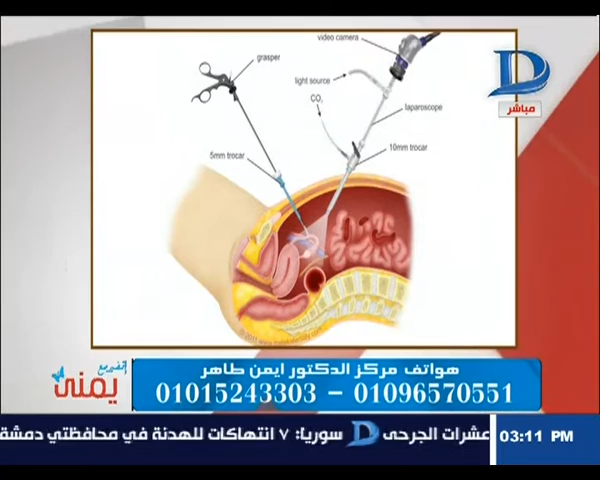 video camera
grasper
light source
CO₂
laparoscope
5mm trocar
10mm trocar
مباشر
هواتف مركز الدكتور ايمن طاهر
01015243303 – 01096570551
يمنى
عشرات الجرحى
سوريا: ٧ انتهاكات للهدنة في محافظتي دمشق
03:11 PM